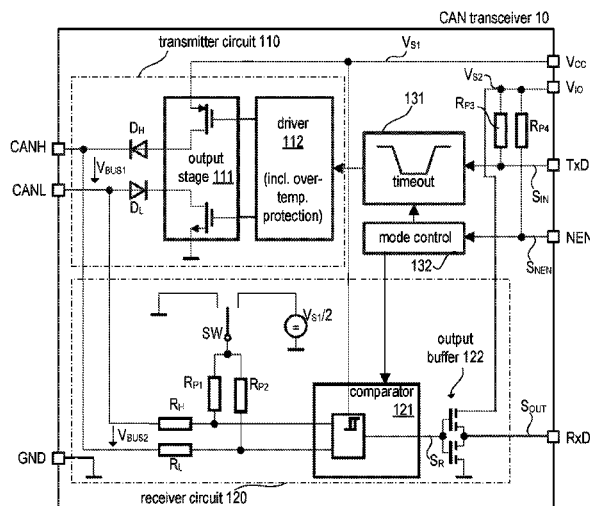 CAN transceiver 10
transmitter circuit 110
VS1
VCC
VS2
VIO
131
RP3
RP4
DH
driver
112
(incl. over-
temp.
protection)
CANH
output
stage 111
timeout
TxD
VBUS1
SIN
CANL
DL
mode control
NEN
132
SNEN
VS1/2
=
SW
output
buffer 122
RP1
RP2
comparator
121
SOUT
RH
VBUS2
RxD
SR
GND
RL
receiver circuit 120